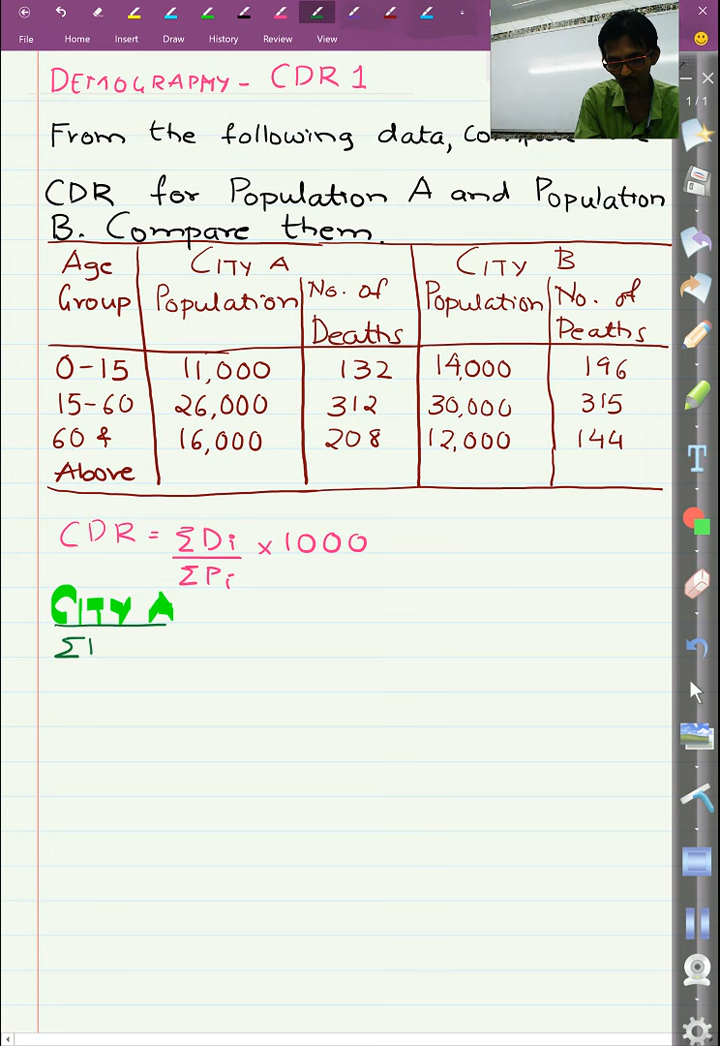 File Home Insert Draw History Review View
1/1
DEMOGRAPHY - CDR 1
From the following data,
CDR for Population A and Population
B. Compare them.
Age Group CITY A CITY B
Population No. of Deaths Population No. of Deaths
0-15 11,000 132 14,000 196
15-60 26,000 312 30,000 315
60 & 16,000 208 12,000 144
Above
CDR = ΣDi / ΣPi × 1000
CITY A
Σ
T